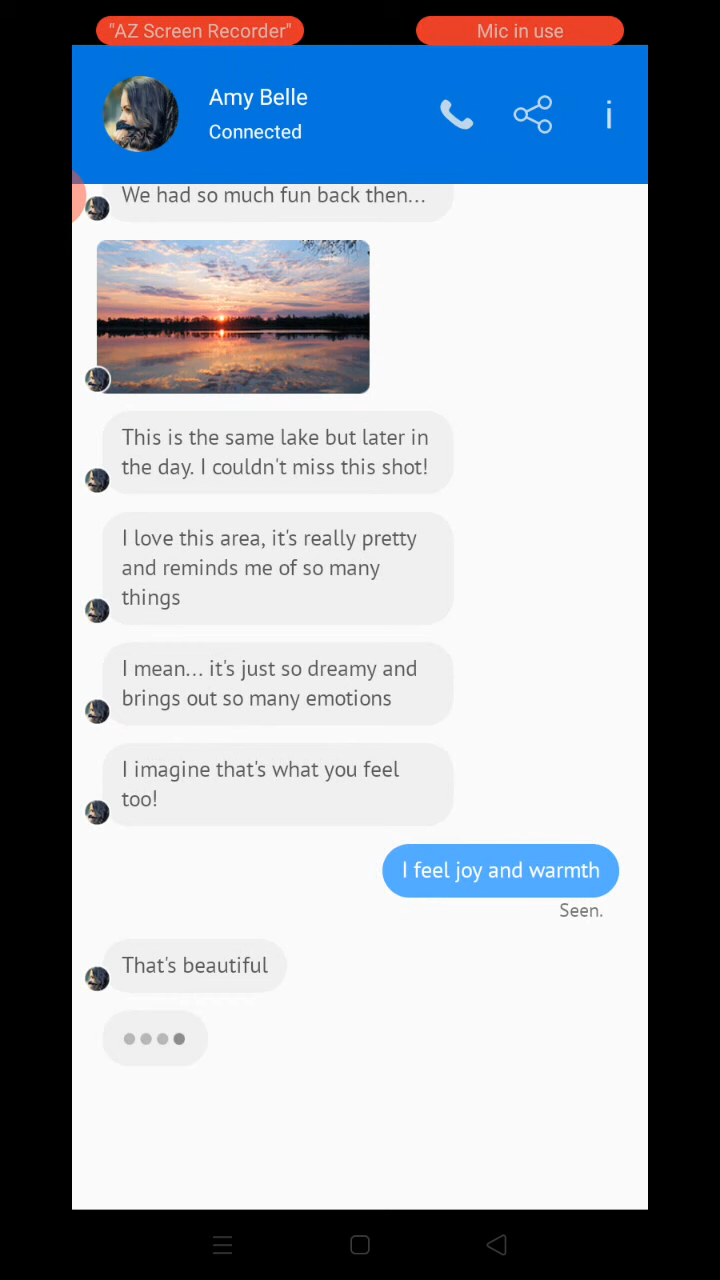 "AZ Screen Recorder"
Mic in use
Amy Belle
Connected
We had so much fun back then...
This is the same lake but later in
the day. I couldn't miss this shot!
I love this area, it's really pretty
and reminds me of so many
things
I mean... it's just so dreamy and
brings out so many emotions
I imagine that's what you feel
too!
I feel joy and warmth
Seen.
That's beautiful